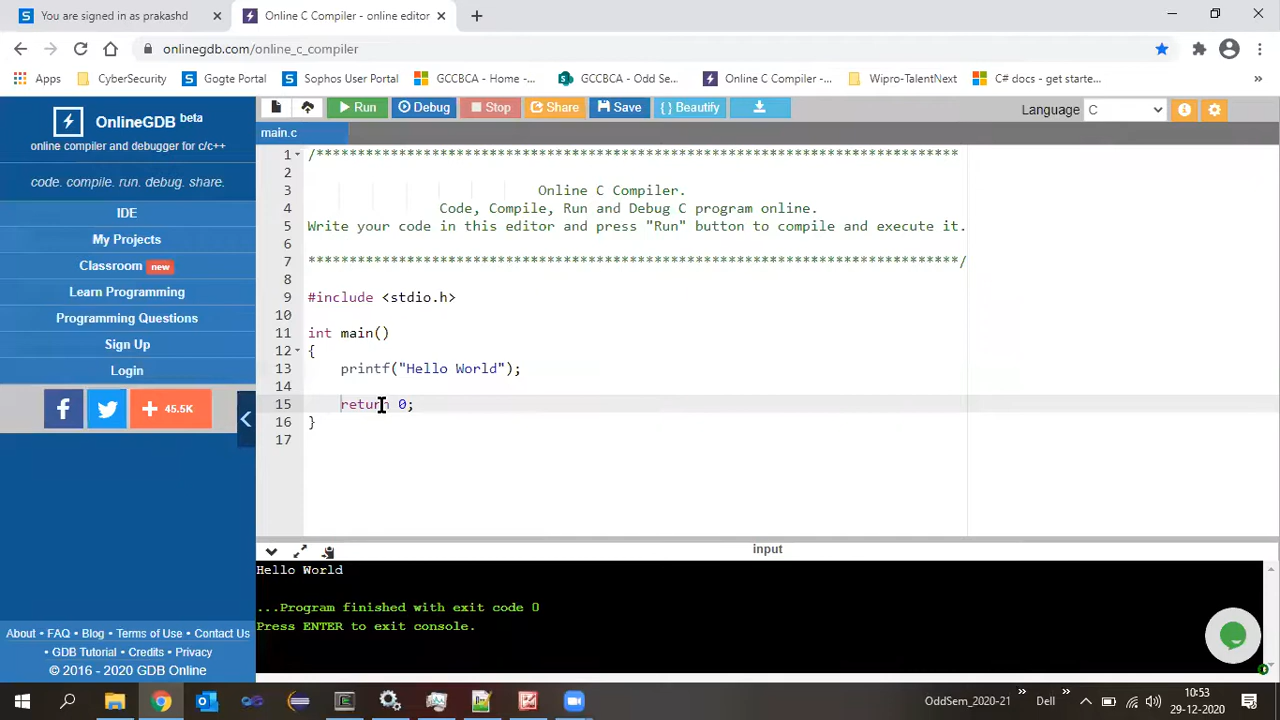 You are signed in as prakashd
Online C Compiler - online editor
onlinegdb.com/online_c_compiler
Apps
CyberSecurity
Gogte Portal
Sophos User Portal
GCCBCA - Home -...
GCCBCA - Odd Se...
Online C Compiler -...
Wipro-TalentNext
C# docs - get starte...
»
OnlineGDB beta
online compiler and debugger for c/c++
code. compile. run. debug. share.
IDE
My Projects
Classroom new
Learn Programming
Programming Questions
Sign Up
Login
f
+ 45.5K
About • FAQ • Blog • Terms of Use • Contact Us
• GDB Tutorial • Credits • Privacy
© 2016 - 2020 GDB Online
Run
Debug
Stop
Share
Save
{ } Beautify
Language C
main.c
1 /******************************************************************************
2
3 Online C Compiler.
4 Code, Compile, Run and Debug C program online.
5 Write your code in this editor and press "Run" button to compile and execute it.
6
7 *******************************************************************************/
8
9 #include <stdio.h>
10
11 int main()
12 {
13 printf("Hello World");
14
15 return 0;
16 }
17
input
Hello World
...Program finished with exit code 0
Press ENTER to exit console.
OddSem_2020-21 »
Dell »
10:53
29-12-2020